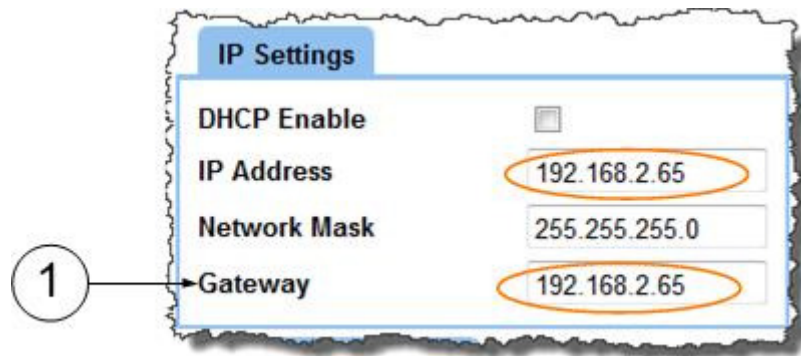 IP Settings
DHCP Enable
IP Address 192.168.2.65
Network Mask 255.255.255.0
1 Gateway 192.168.2.65